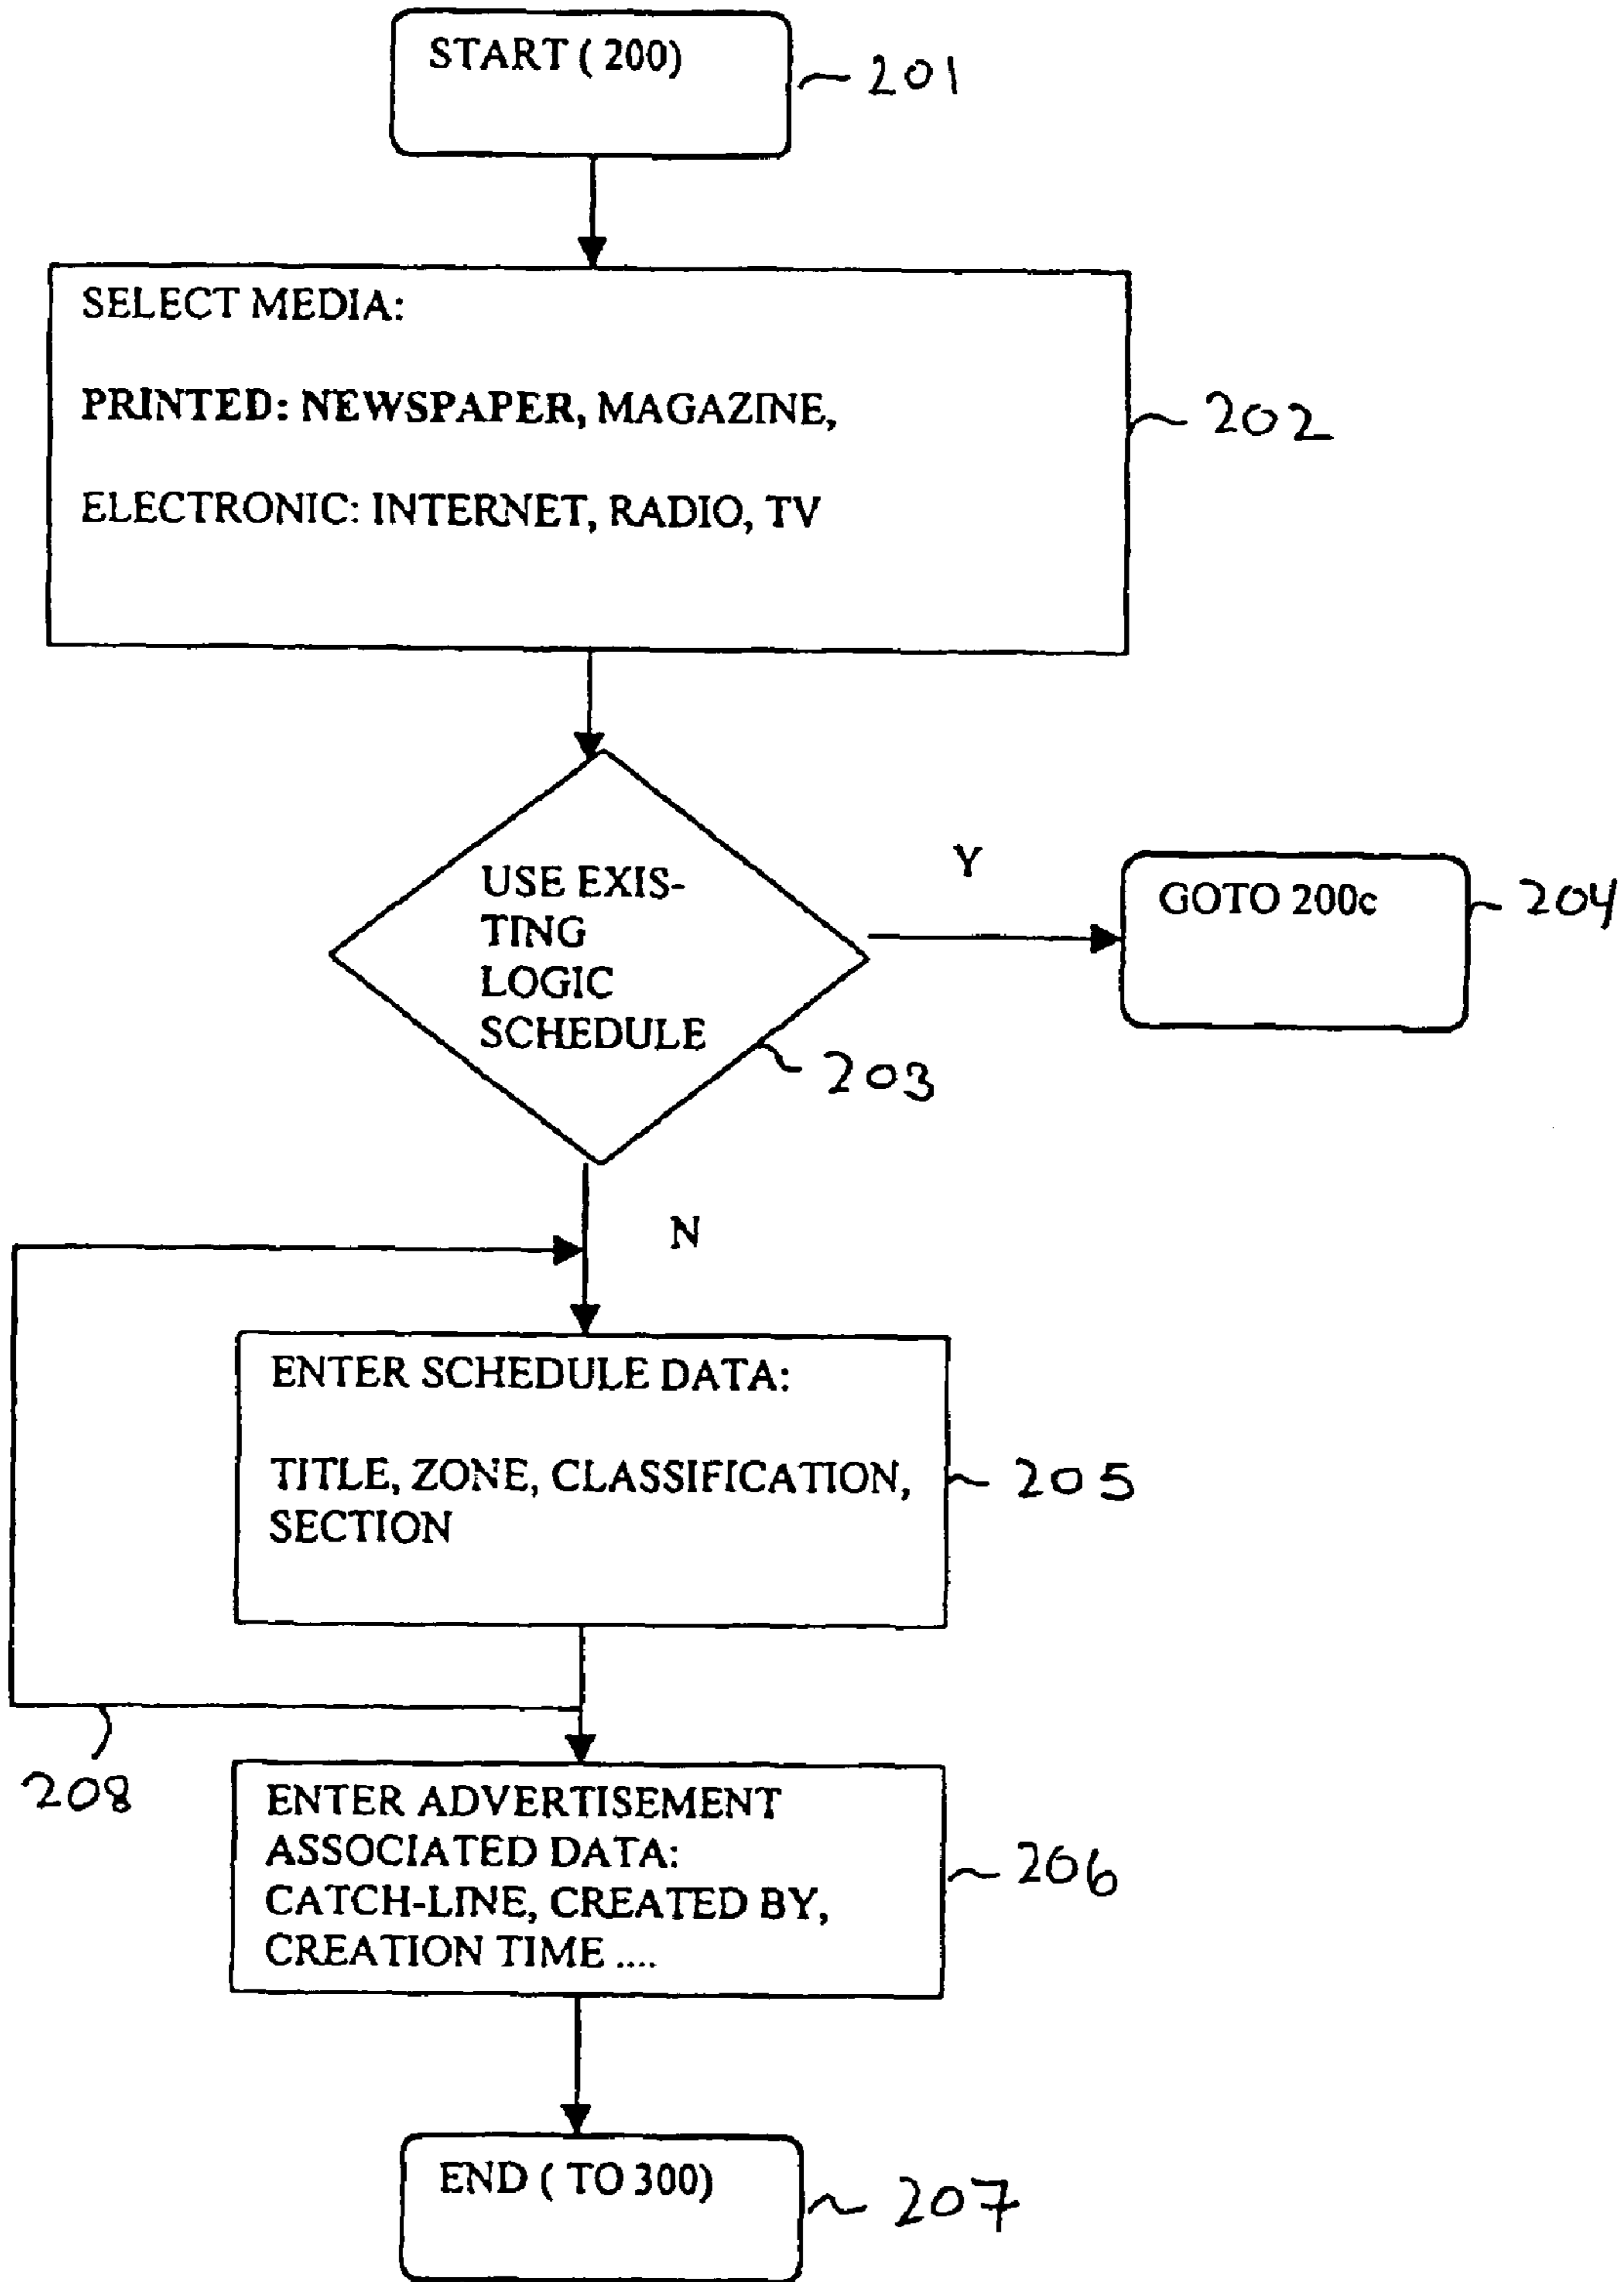 START ( 200)
201
SELECT MEDIA:
PRINTED: NEWSPAPER, MAGAZINE,
ELECTRONIC: INTERNET, RADIO, TV
202
USE EXIS-
TING
LOGIC
SCHEDULE
203
Y
GOTO 200c
204
N
ENTER SCHEDULE DATA:
TITLE, ZONE, CLASSIFICATION,
SECTION
205
208
ENTER ADVERTISEMENT
ASSOCIATED DATA:
CATCH-LINE, CREATED BY,
CREATION TIME ....
206
END ( TO 300)
207